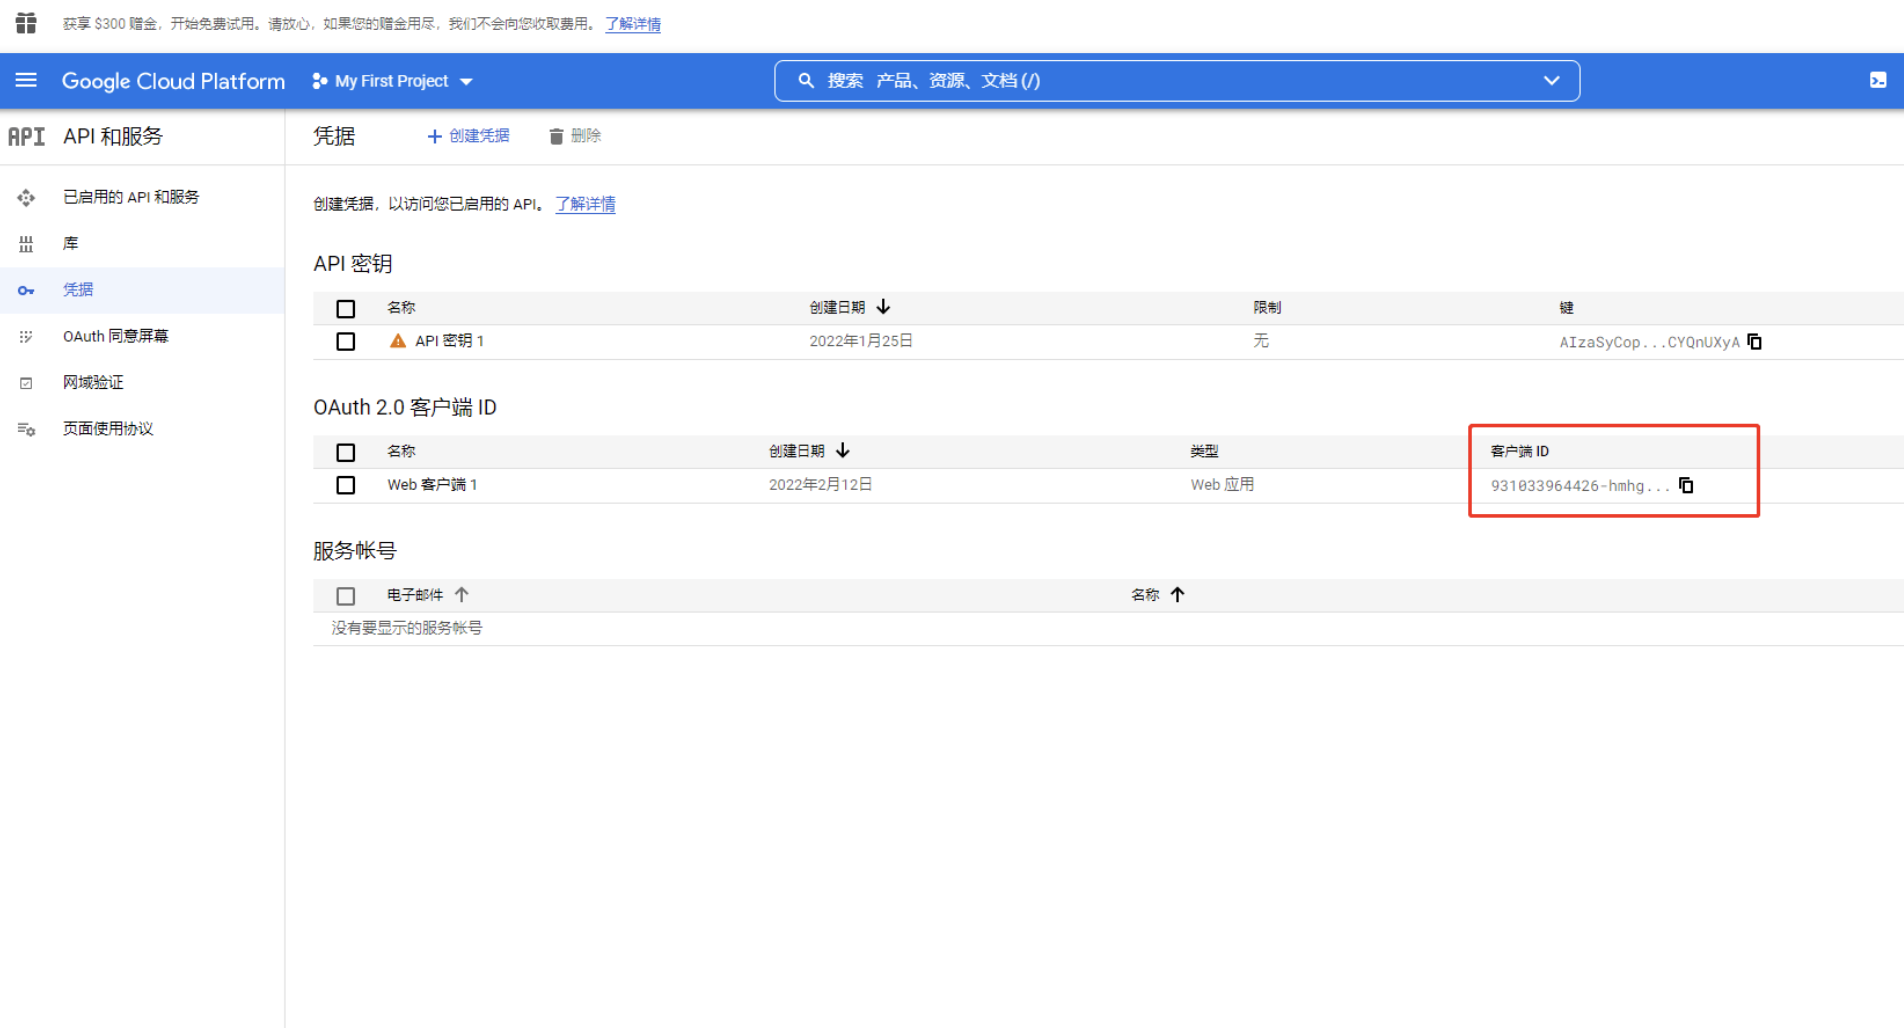 获享 $300 赠金，开始免费试用。请放心，如果您的赠金用尽，我们不会向您收取费用。 了解详情
Google Cloud Platform My First Project 搜索 产品、资源、文档 (/)
API API 和服务
凭据 创建凭据 删除
已启用的 API 和服务
库
凭据
OAuth 同意屏幕
网域验证
页面使用协议
创建凭据，以访问您已启用的 API。 了解详情
API 密钥
名称 创建日期 限制 键
API 密钥 1 2022年1月25日 无 AIzaSyCop...CYQnUXyA
OAuth 2.0 客户端 ID
名称 创建日期 类型 客户端 ID
Web 客户端 1 2022年2月12日 Web 应用 931033964426-hmhg...
服务帐号
电子邮件 名称
没有要显示的服务帐号